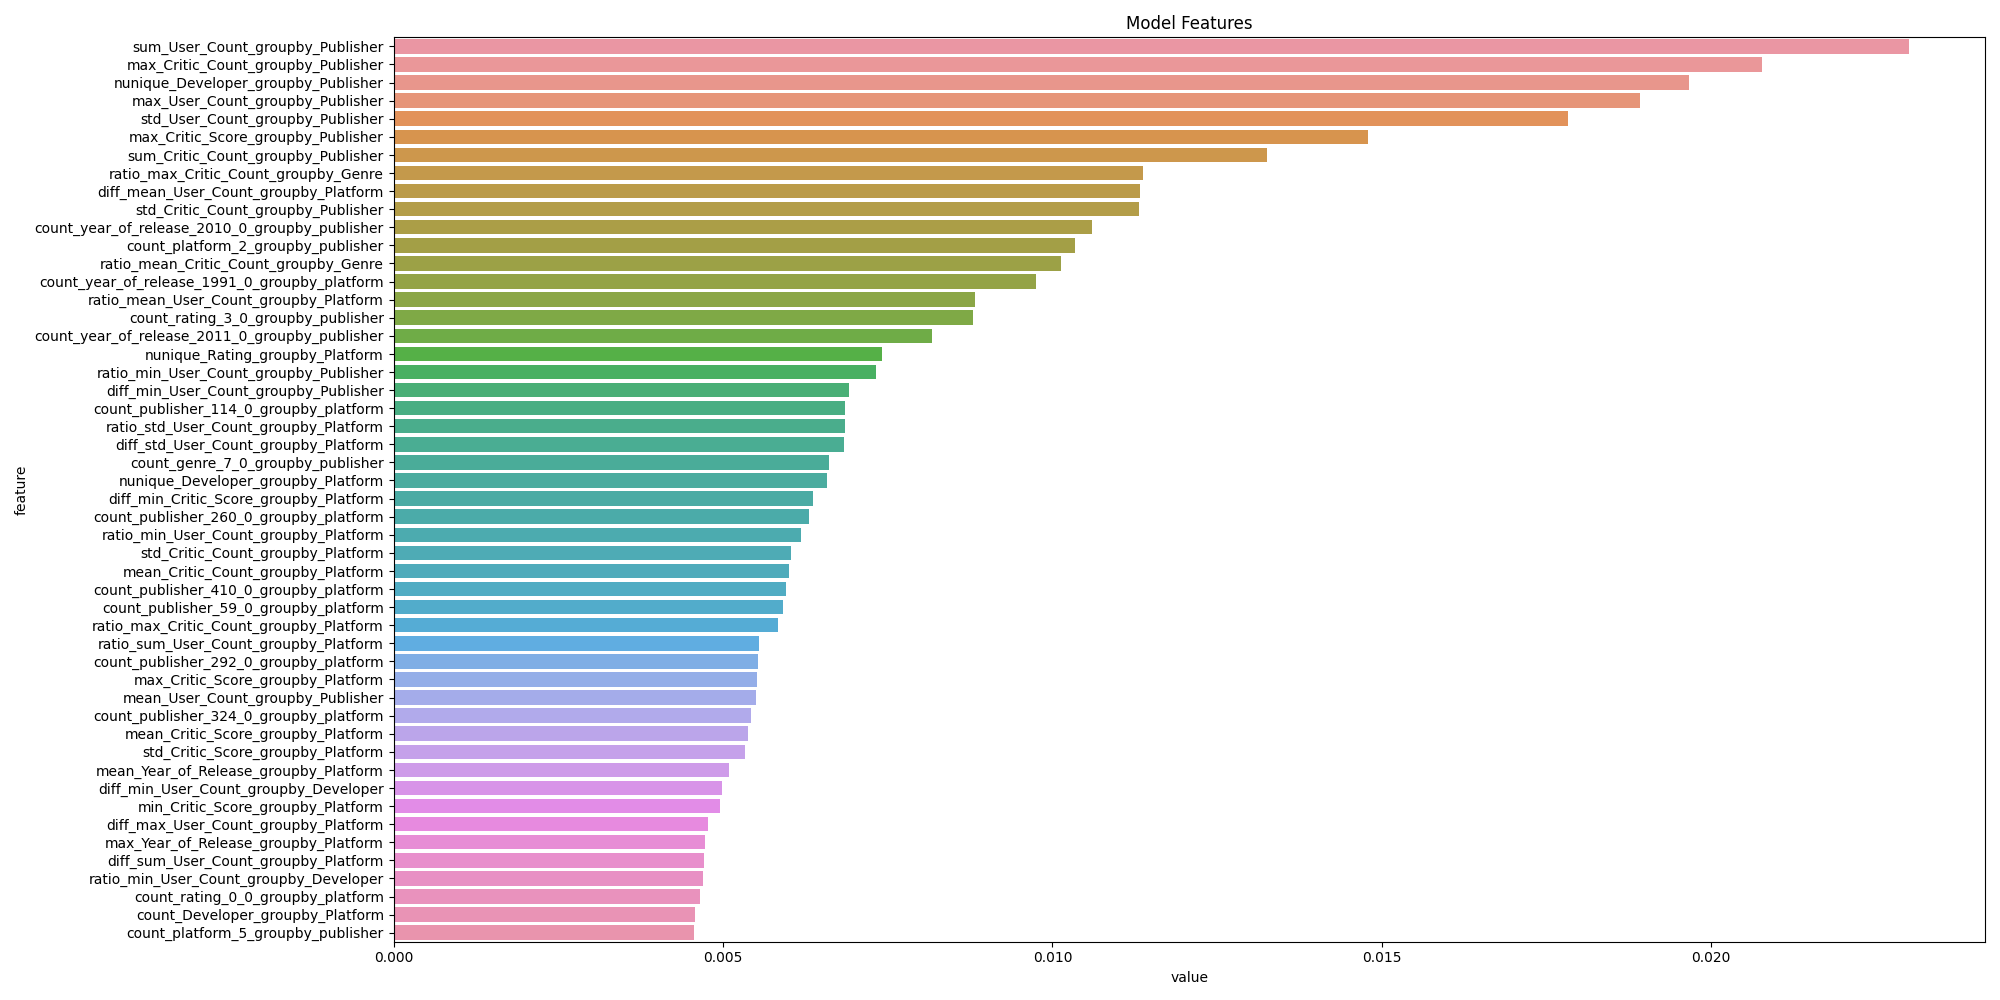 Model Features
sum_User_Count_groupby_Publisher
max_Critic_Count_groupby_Publisher
nunique_Developer_groupby_Publisher
max_User_Count_groupby_Publisher
std_User_Count_groupby_Publisher
max_Critic_Score_groupby_Publisher
sum_Critic_Count_groupby_Publisher
ratio_max_Critic_Count_groupby_Genre
diff_mean_User_Count_groupby_Platform
std_Critic_Count_groupby_Publisher
count_year_of_release_2010_0_groupby_publisher
count_platform_2_groupby_publisher
ratio_mean_Critic_Count_groupby_Genre
count_year_of_release_1991_0_groupby_platform
ratio_mean_User_Count_groupby_Platform
count_rating_3_0_groupby_publisher
count_year_of_release_2011_0_groupby_publisher
nunique_Rating_groupby_Platform
ratio_min_User_Count_groupby_Publisher
diff_min_User_Count_groupby_Publisher
count_publisher_114_0_groupby_platform
ratio_std_User_Count_groupby_Platform
diff_std_User_Count_groupby_Platform
count_genre_7_0_groupby_publisher
nunique_Developer_groupby_Platform
diff_min_Critic_Score_groupby_Platform
count_publisher_260_0_groupby_platform
ratio_min_User_Count_groupby_Platform
std_Critic_Count_groupby_Platform
mean_Critic_Count_groupby_Platform
count_publisher_410_0_groupby_platform
count_publisher_59_0_groupby_platform
ratio_max_Critic_Count_groupby_Platform
ratio_sum_User_Count_groupby_Platform
count_publisher_292_0_groupby_platform
max_Critic_Score_groupby_Platform
mean_User_Count_groupby_Publisher
count_publisher_324_0_groupby_platform
mean_Critic_Score_groupby_Platform
std_Critic_Score_groupby_Platform
mean_Year_of_Release_groupby_Platform
diff_min_User_Count_groupby_Developer
min_Critic_Score_groupby_Platform
diff_max_User_Count_groupby_Platform
max_Year_of_Release_groupby_Platform
diff_sum_User_Count_groupby_Platform
ratio_min_User_Count_groupby_Developer
count_rating_0_0_groupby_platform
count_Developer_groupby_Platform
count_platform_5_groupby_publisher
feature
0.000 0.005 0.010 0.015 0.020
value